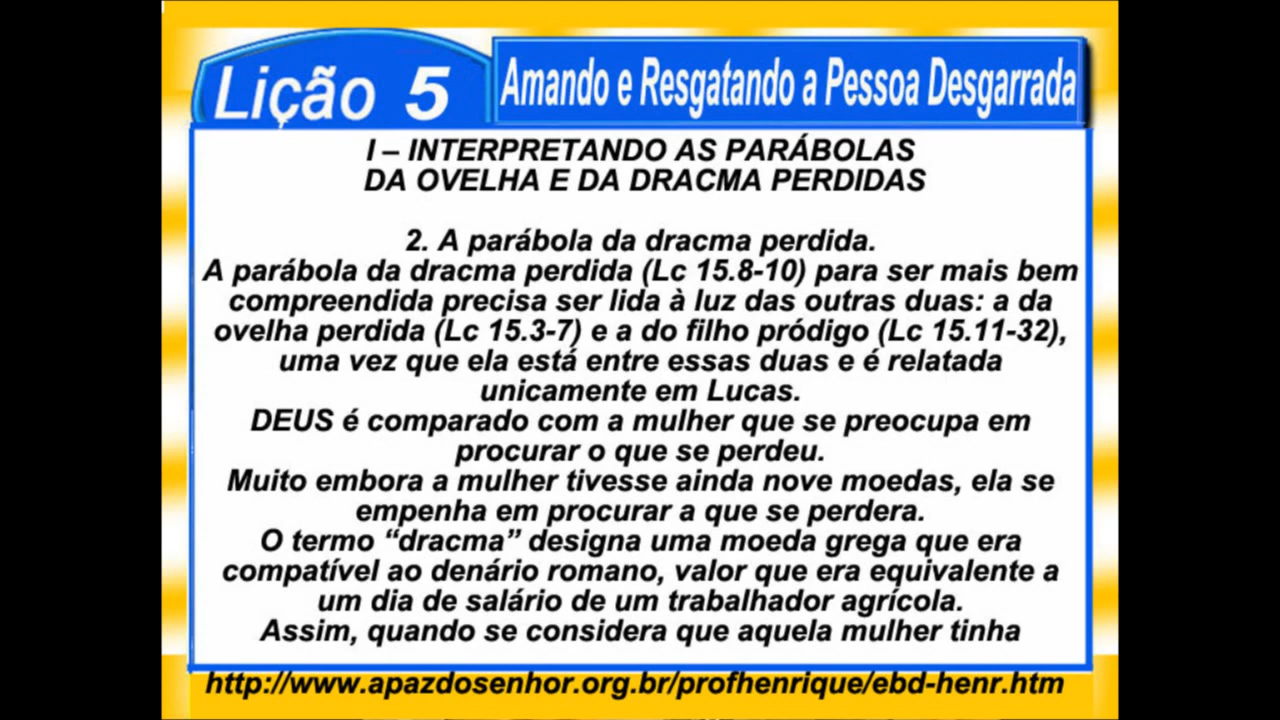 Lição 5
Amando e Resgatando a Pessoa Desgarrada
I – INTERPRETANDO AS PARÁBOLAS
DA OVELHA E DA DRACMA PERDIDAS
2. A parábola da dracma perdida.
A parábola da dracma perdida (Lc 15.8-10) para ser mais bem
compreendida precisa ser lida à luz das outras duas: a da
ovelha perdida (Lc 15.3-7) e a do filho pródigo (Lc 15.11-32),
uma vez que ela está entre essas duas e é relatada
unicamente em Lucas.
DEUS é comparado com a mulher que se preocupa em
procurar o que se perdeu.
Muito embora a mulher tivesse ainda nove moedas, ela se
empenha em procurar a que se perdera.
O termo “dracma” designa uma moeda grega que era
compatível ao denário romano, valor que era equivalente a
um dia de salário de um trabalhador agrícola.
Assim, quando se considera que aquela mulher tinha
http://www.apazdosenhor.org.br/profhenrique/ebd-henr.htm